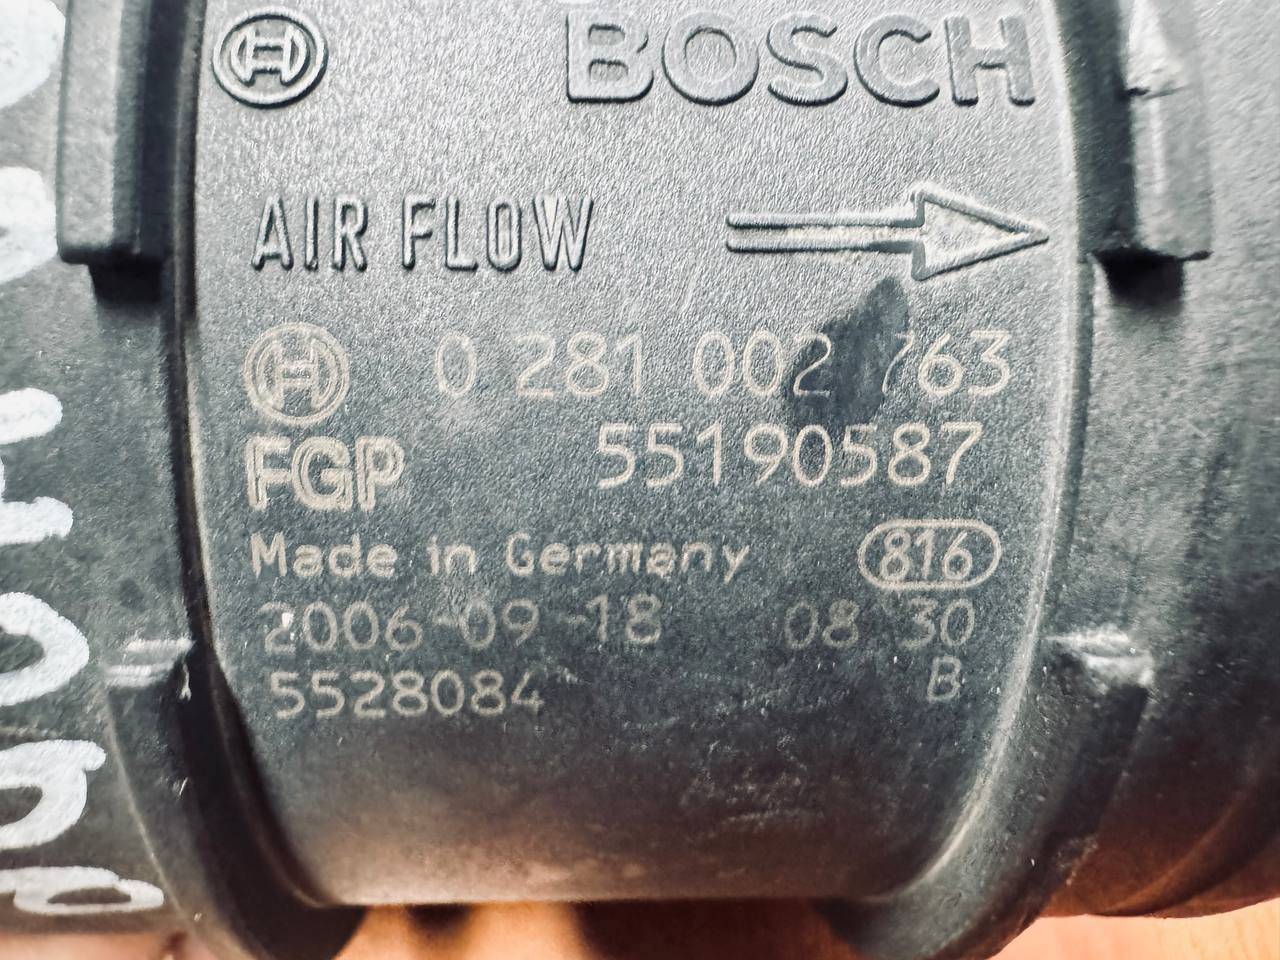 BOSCH
AIR FLOW
0 281 002 763
FGP 55190587
Made in Germany 816
2006-09-18 08 30
5528084 B